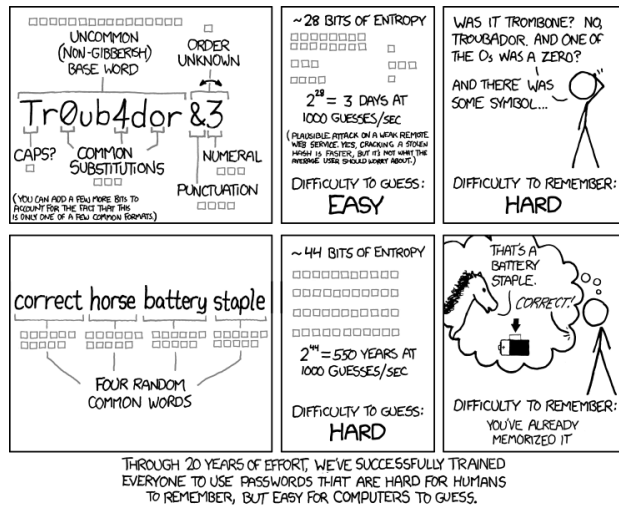 UNCOMMON
(NON-GIBBERISH)
BASE WORD
ORDER
UNKNOWN
Tr0ub4dor &3
CAPS?
COMMON
SUBSTITUTIONS
NUMERAL
PUNCTUATION
(YOU CAN ADD A FEW MORE BITS TO
ACCOUNT FOR THE FACT THAT THIS
IS ONLY ONE OF A FEW COMMON FORMATS.)
~28 BITS OF ENTROPY
2^28 = 3 DAYS AT
1000 GUESSES/SEC
(PLAUSIBLE ATTACK ON A WEAK REMOTE
WEB SERVICE. YES, CRACKING A STOLEN
HASH IS FASTER, BUT IT'S NOT WHAT THE
AVERAGE USER SHOULD WORRY ABOUT.)
DIFFICULTY TO GUESS:
EASY
WAS IT TROMBONE? NO,
TROUBADOR. AND ONE OF
THE Os WAS A ZERO?
AND THERE WAS
SOME SYMBOL...
DIFFICULTY TO REMEMBER:
HARD
correct horse battery staple
FOUR RANDOM
COMMON WORDS
~44 BITS OF ENTROPY
2^44 = 550 YEARS AT
1000 GUESSES/SEC
DIFFICULTY TO GUESS:
HARD
THAT'S A
BATTERY
STAPLE.
CORRECT!
DIFFICULTY TO REMEMBER:
YOU'VE ALREADY
MEMORIZED IT
THROUGH 20 YEARS OF EFFORT, WE'VE SUCCESSFULLY TRAINED
EVERYONE TO USE PASSWORDS THAT ARE HARD FOR HUMANS
TO REMEMBER, BUT EASY FOR COMPUTERS TO GUESS.